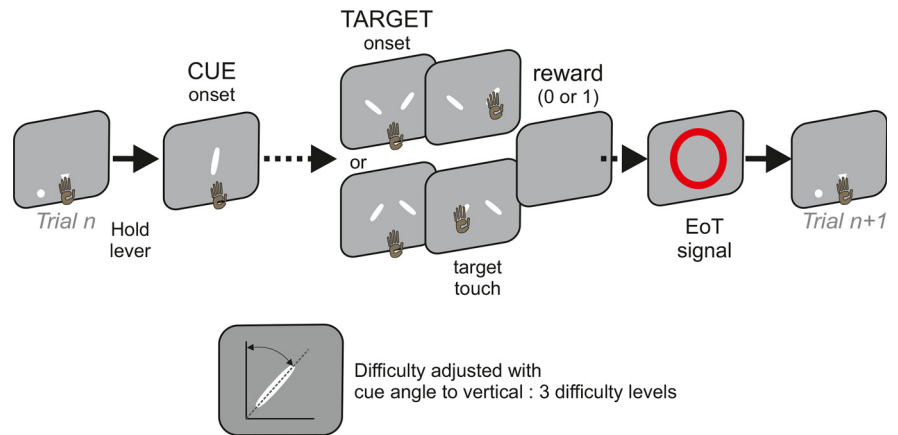 TARGET
onset
CUE
onset
reward
(0 or 1)
or
Trial n
Hold
lever
target
touch
EoT
signal
Trial n+1
Difficulty adjusted with
cue angle to vertical : 3 difficulty levels